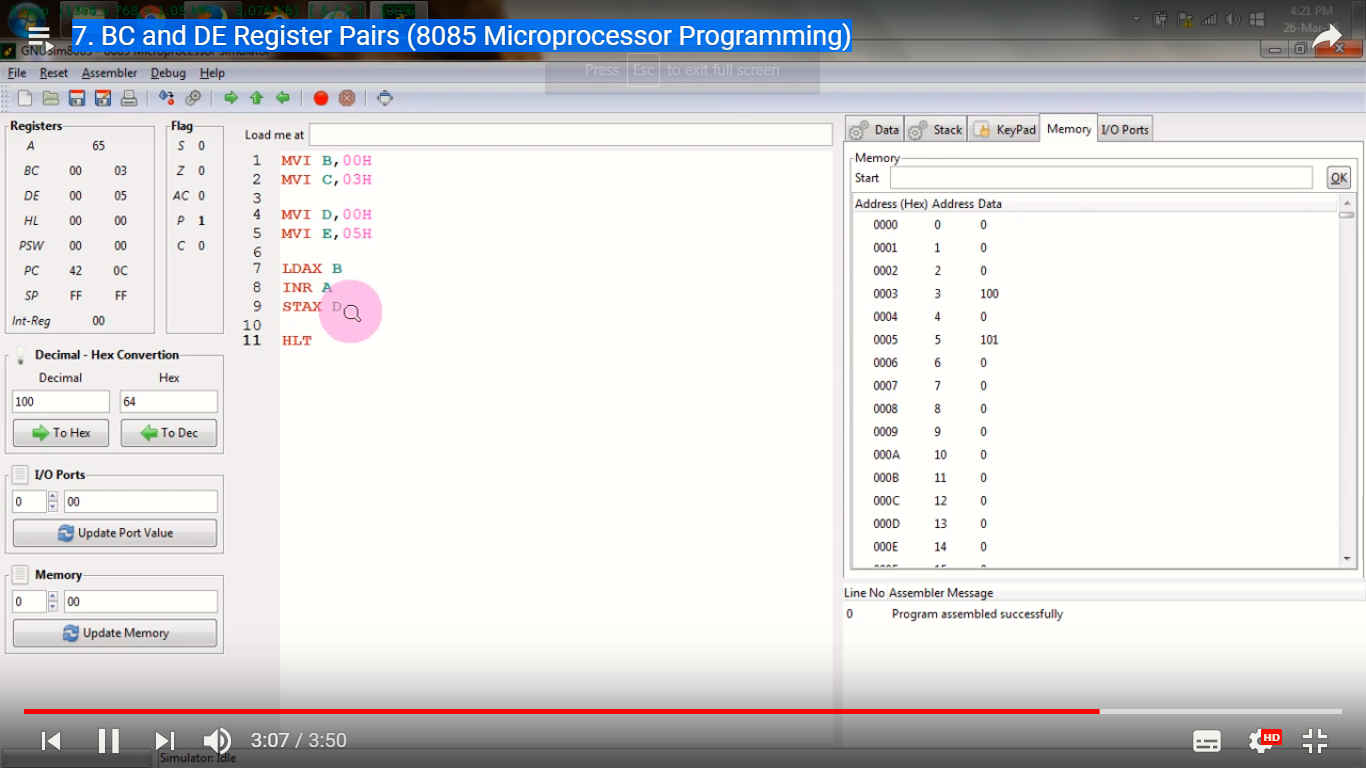 7. BC and DE Register Pairs (8085 Microprocessor Programming)
4:21 PM
26-Mar
Press Esc to exit full screen
File Reset Assembler Debug Help
Registers
A 65
BC 00 03
DE 00 05
HL 00 00
PSW 00 00
PC 42 0C
SP FF FF
Int-Reg 00
Flag
S 0
Z 0
AC 0
P 1
C 0
Decimal - Hex Convertion
Decimal Hex
100 64
To Hex To Dec
I/O Ports
0 00
Update Port Value
Memory
0 00
Update Memory
Load me at
1 MVI B,00H
2 MVI C,03H
3
4 MVI D,00H
5 MVI E,05H
6
7 LDAX B
8 INR A
9 STAX D
10
11 HLT
Data Stack KeyPad Memory I/O Ports
Memory
Start OK
Address (Hex) Address Data
0000 0 0
0001 1 0
0002 2 0
0003 3 100
0004 4 0
0005 5 101
0006 6 0
0007 7 0
0008 8 0
0009 9 0
000A 10 0
000B 11 0
000C 12 0
000D 13 0
000E 14 0
Line No Assembler Message
0 Program assembled successfully
3:07 / 3:50
HD
Simulator: Idle